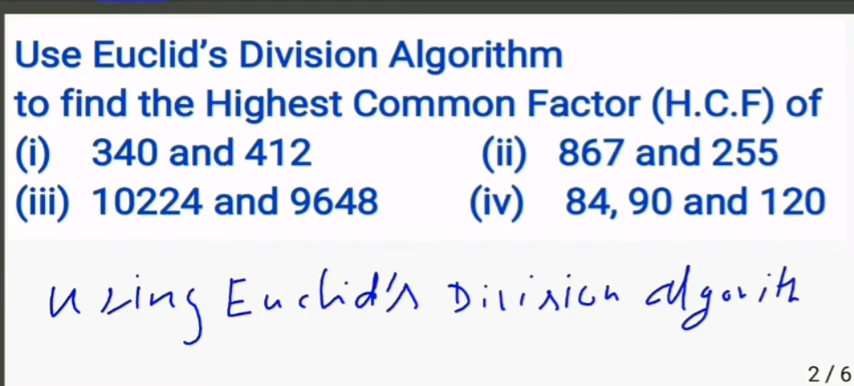 Use Euclid's Division Algorithm
to find the Highest Common Factor (H.C.F) of
(i) 340 and 412 (ii) 867 and 255
(iii) 10224 and 9648 (iv) 84, 90 and 120
Using Euclid's Division algorith
2/6